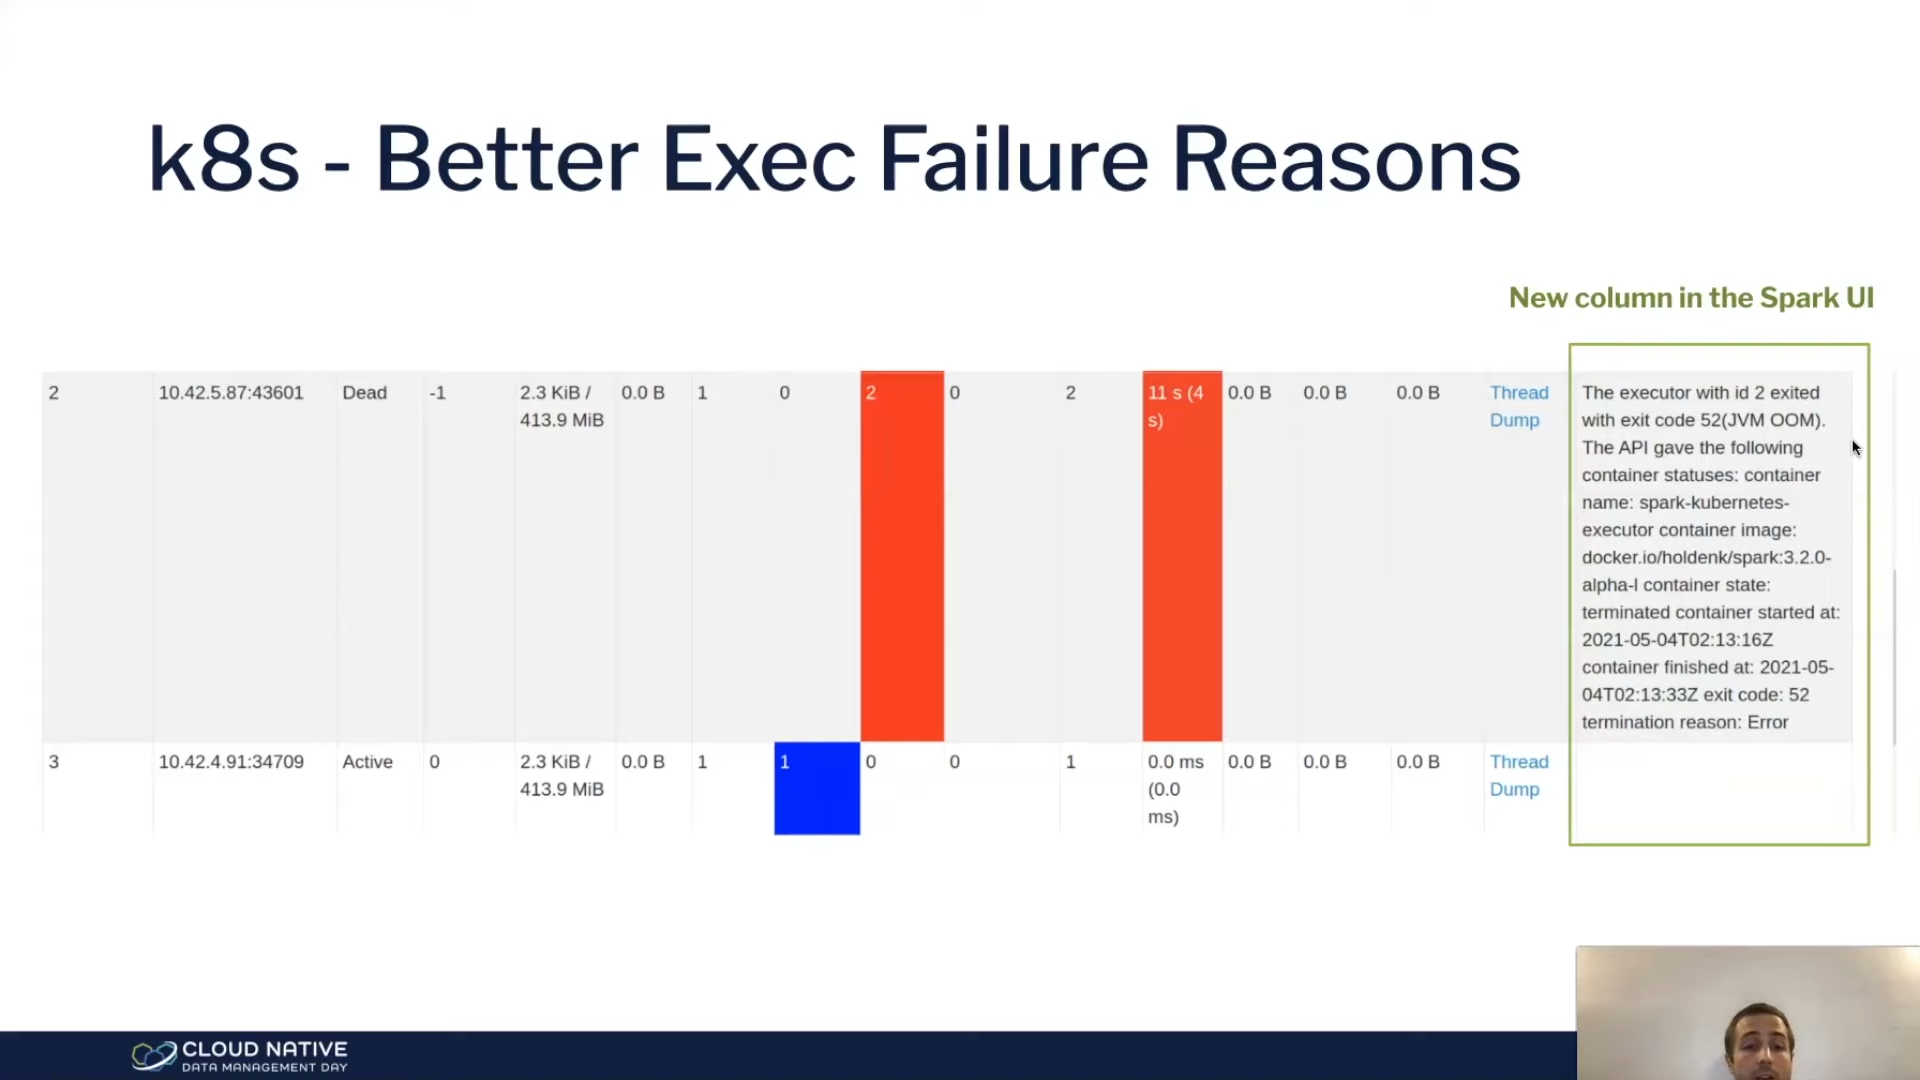 k8s - Better Exec Failure Reasons
New column in the Spark UI
2 10.42.5.87:43601 Dead -1 2.3 KiB / 0.0 B 1 0 2 0 2 11 s (4 0.0 B 0.0 B 0.0 B Thread The executor with id 2 exited
413.9 MiB s) Dump with exit code 52(JVM OOM).
The API gave the following
container statuses: container
name: spark-kubernetes-
executor container image:
docker.io/holdenk/spark:3.2.0-
alpha-l container state:
terminated container started at:
2021-05-04T02:13:16Z
container finished at: 2021-05-
04T02:13:33Z exit code: 52
termination reason: Error
3 10.42.4.91:34709 Active 0 2.3 KiB / 0.0 B 1 1 0 0 1 0.0 ms 0.0 B 0.0 B 0.0 B Thread
413.9 MiB (0.0 Dump
ms)
CLOUD NATIVE
DATA MANAGEMENT DAY